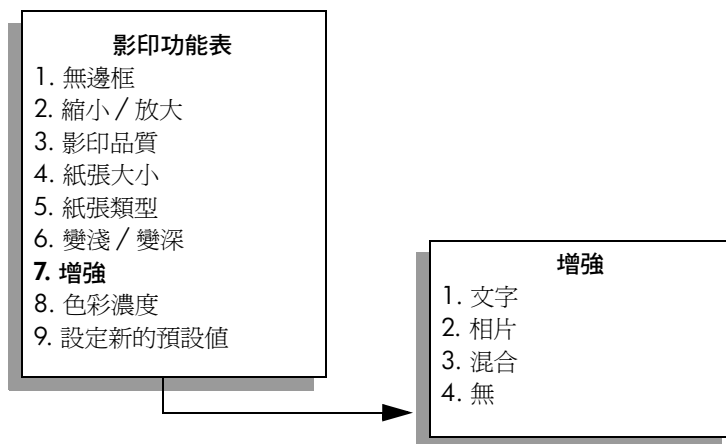 影印功能表
1. 無邊框
2. 縮小 / 放大
3. 影印品質
4. 紙張大小
5. 紙張類型
6. 變淺 / 變深
7. 增強
8. 色彩濃度
9. 設定新的預設值
增強
1. 文字
2. 相片
3. 混合
4. 無